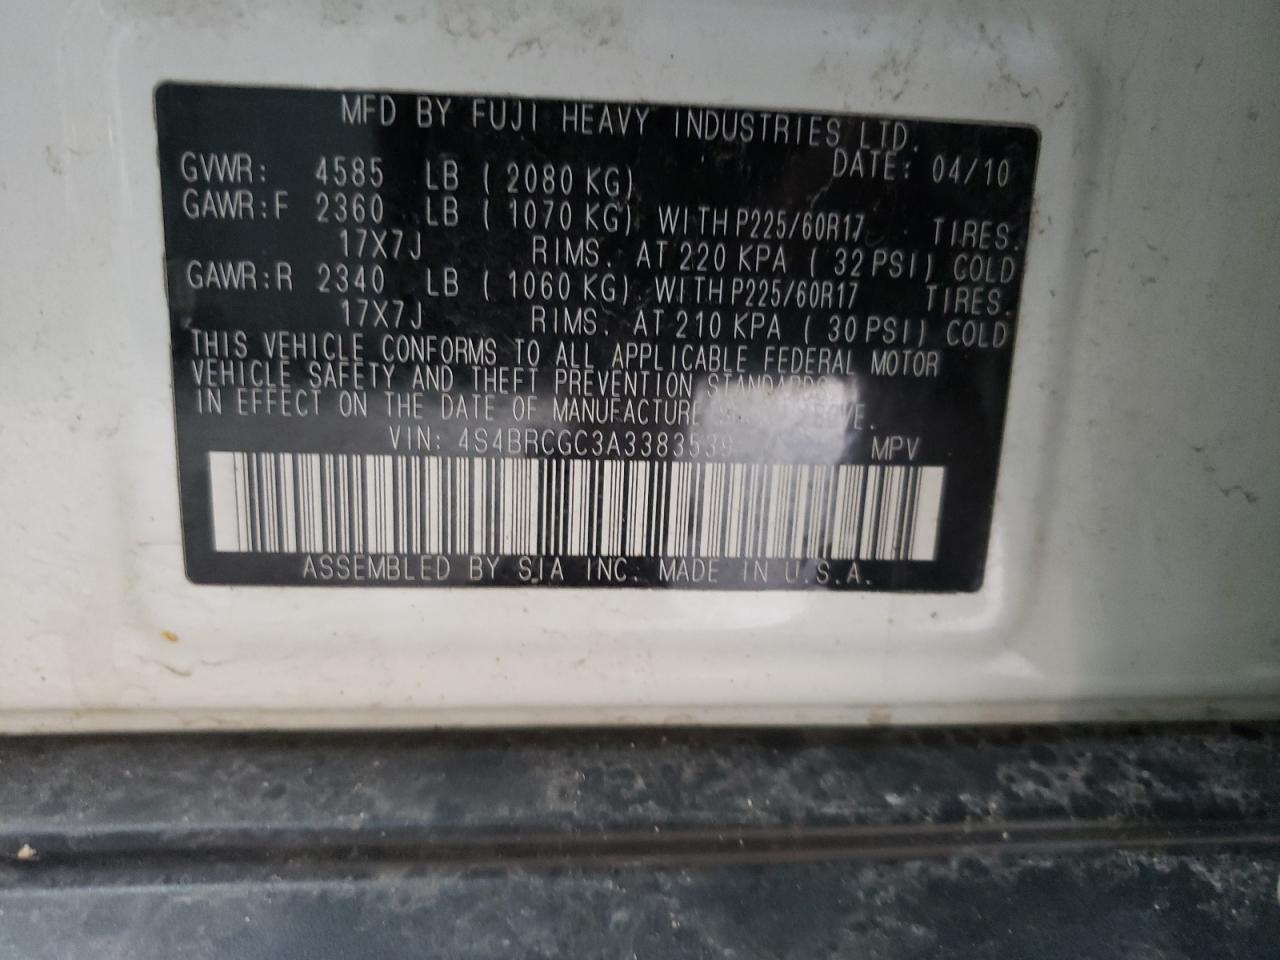 MFD BY FUJI HEAVY INDUSTRIES LTD.
DATE: 04/10
GVWR: 4585 LB ( 2080 KG)
GAWR:F 2360 LB ( 1070 KG) WITH P225/60R17 TIRES.
17X7J RIMS. AT 220 KPA ( 32 PSI) COLD
GAWR:R 2340 LB ( 1060 KG) WITH P225/60R17 TIRES.
17X7J RIMS. AT 210 KPA ( 30 PSI) COLD
THIS VEHICLE CONFORMS TO ALL APPLICABLE FEDERAL MOTOR
VEHICLE SAFETY AND THEFT PREVENTION STANDARDS
IN EFFECT ON THE DATE OF MANUFACTURE SHOWN ABOVE.
VIN: 4S4BRCGC3A3383539 MPV
ASSEMBLED BY SIA INC. MADE IN U.S.A.